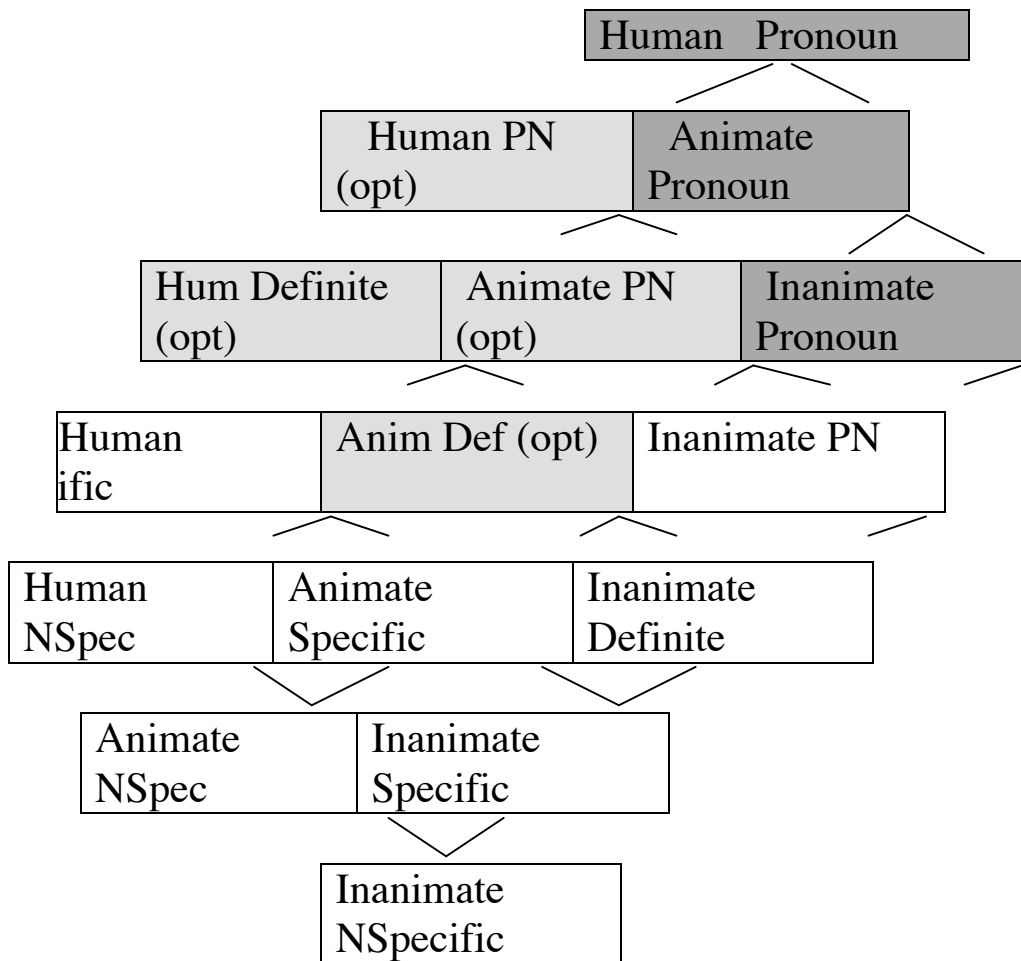 Human Pronoun
Human PN
(opt)
Animate
Pronoun
Hum Definite
(opt)
Animate PN
(opt)
Inanimate
Pronoun
Human
ific
Anim Def (opt)
Inanimate PN
Human
NSpec
Animate
Specific
Inanimate
Definite
Animate
NSpec
Inanimate
Specific
Inanimate
NSpecific